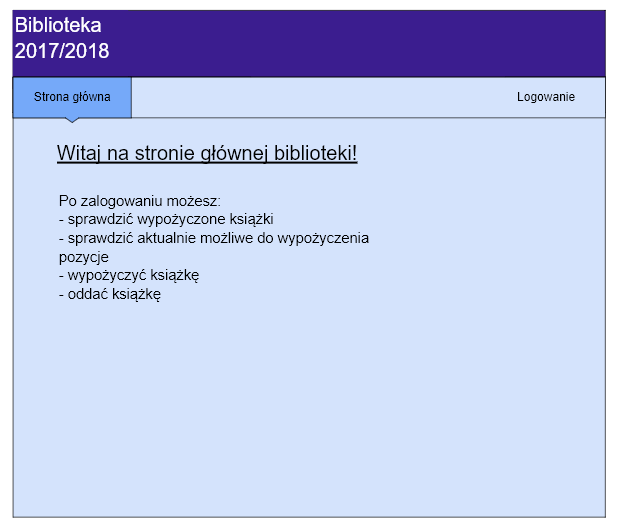 Biblioteka
2017/2018
Strona główna
Logowanie
Witaj na stronie głównej biblioteki!
Po zalogowaniu możesz:
- sprawdzić wypożyczone książki
- sprawdzić aktualnie możliwe do wypożyczenia
pozycje
- wypożyczyć książkę
- oddać książkę